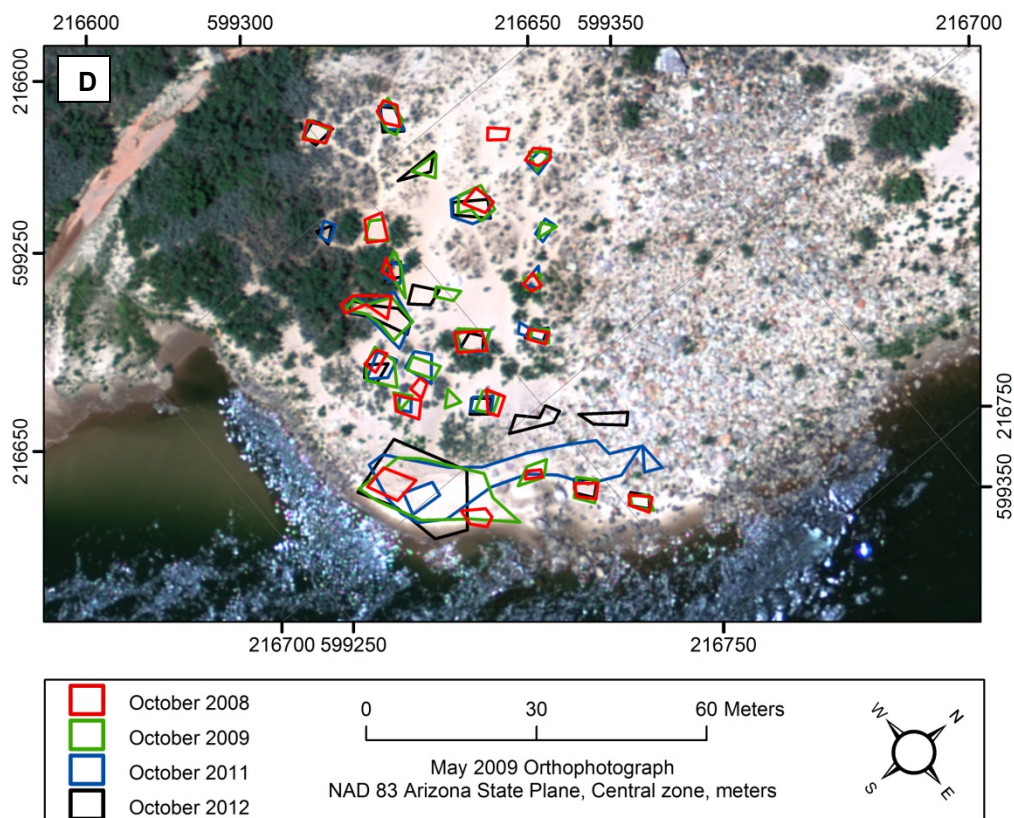 216600 599300 216650 599350 216700
D
216600
599250
216650
216750
599350
216700 599250 216750
October 2008
October 2009
October 2011
October 2012
0 30 60 Meters
May 2009 Orthophotograph
NAD 83 Arizona State Plane, Central zone, meters
W N
S E